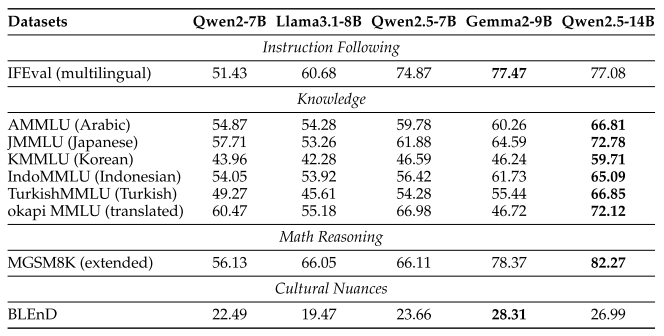 Datasets Qwen2-7B Llama3.1-8B Qwen2.5-7B Gemma2-9B Qwen2.5-14B
Instruction Following
IFEval (multilingual) 51.43 60.68 74.87 77.47 77.08
Knowledge
AMMLU (Arabic) 54.87 54.28 59.78 60.26 66.81
JMMLU (Japanese) 57.71 53.26 61.88 64.59 72.78
KMMLU (Korean) 43.96 42.28 46.59 46.24 59.71
IndoMMLU (Indonesian) 54.05 53.92 56.42 61.73 65.09
TurkishMMLU (Turkish) 49.27 45.61 54.28 55.44 66.85
okapi MMLU (translated) 60.47 55.18 66.98 46.72 72.12
Math Reasoning
MGSM8K (extended) 56.13 66.05 66.11 78.37 82.27
Cultural Nuances
BLEnD 22.49 19.47 23.66 28.31 26.99